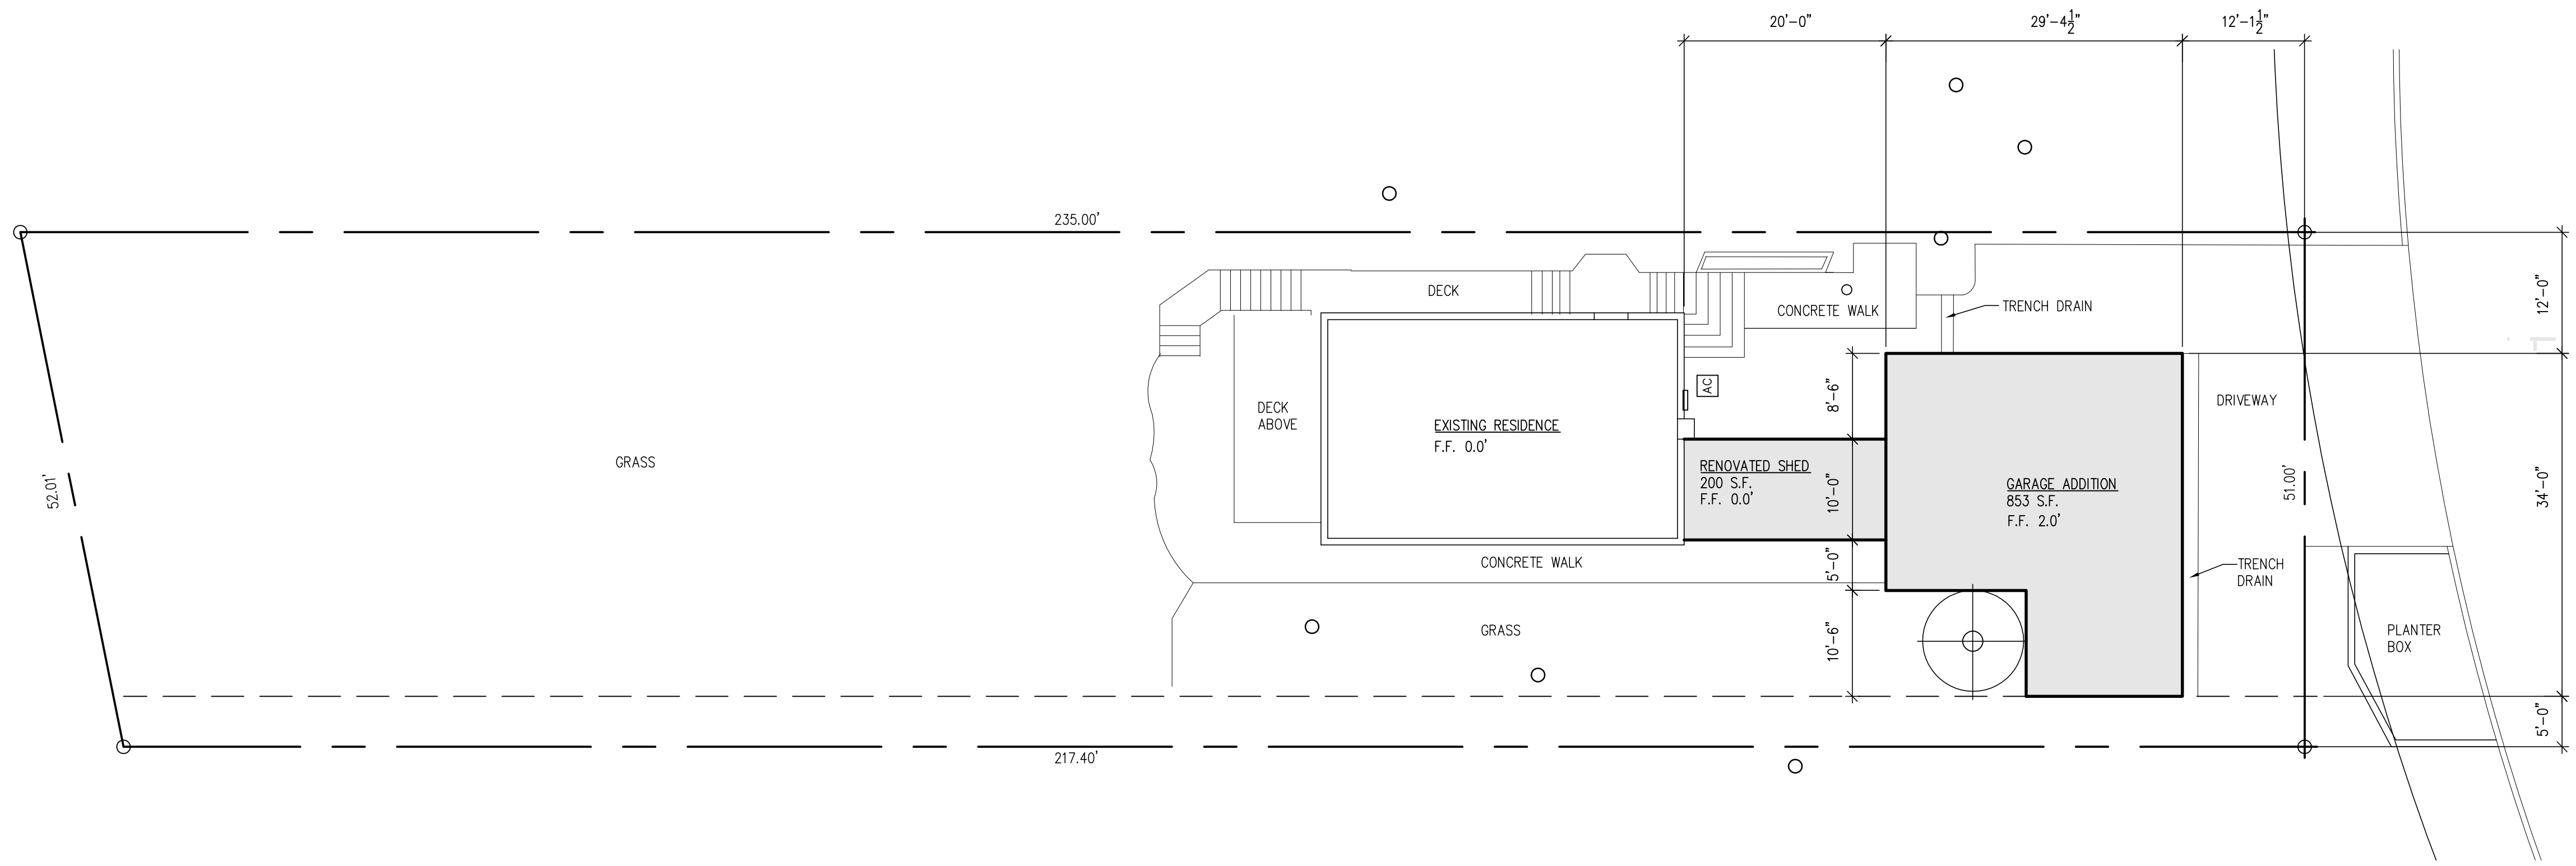 20'-0"
29'-4 1/2"
12'-1 1/2"
235.00'
DECK
CONCRETE WALK
TRENCH DRAIN
12'-0"
AC
8'-6"
DRIVEWAY
DECK
ABOVE
EXISTING RESIDENCE
F.F. 0.0'
GRASS
52.01'
RENOVATED SHED
200 S.F.
F.F. 0.0'
10'-0"
GARAGE ADDITION
853 S.F.
F.F. 2.0'
51.00'
34'-0"
CONCRETE WALK
5'-0"
TRENCH
DRAIN
GRASS
10'-6"
PLANTER
BOX
5'-0"
217.40'